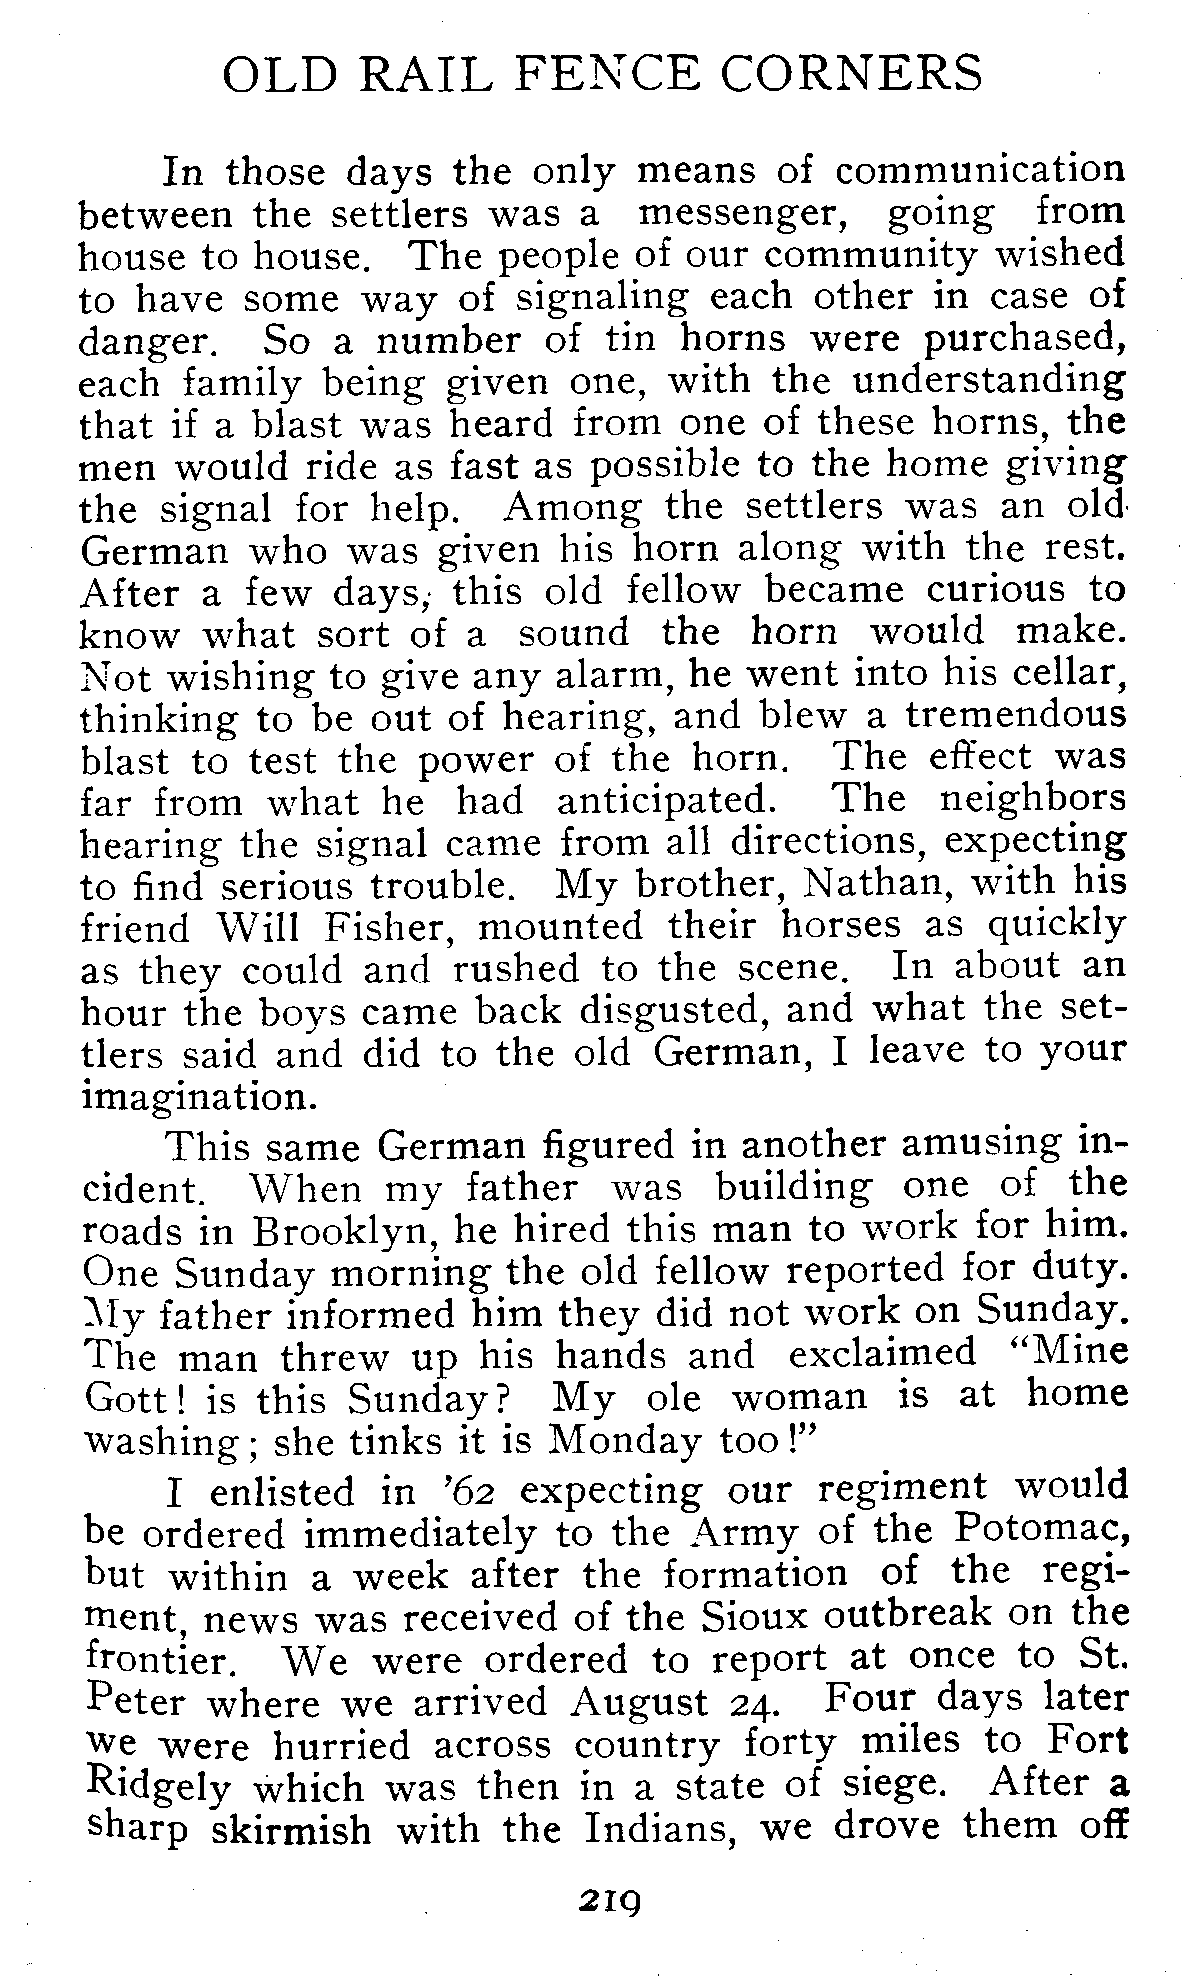 OLD RAIL FENCE CORNERS
In those days the only means of communication
between the settlers was a messenger, going from
house to house. The people of our community wished
to have some way of signaling each other in case of
danger. So a number of tin horns were purchased,
each family being given one, with the understanding
that if a blast was heard from one of these horns, the
men would ride as fast as possible to the home giving
the signal for help. Among the settlers was an old
German who was given his horn along with the rest.
After a few days, this old fellow became curious to
know what sort of a sound the horn would make.
Not wishing to give any alarm, he went into his cellar,
thinking to be out of hearing, and blew a tremendous
blast to test the power of the horn. The effect was
far from what he had anticipated. The neighbors
hearing the signal came from all directions, expecting
to find serious trouble. My brother, Nathan, with his
friend Will Fisher, mounted their horses as quickly
as they could and rushed to the scene. In about an
hour the boys came back disgusted, and what the set-
tlers said and did to the old German, I leave to your
imagination.
This same German figured in another amusing in-
cident. When my father was building one of the
roads in Brooklyn, he hired this man to work for him.
One Sunday morning the old fellow reported for duty.
My father informed him they did not work on Sunday.
The man threw up his hands and exclaimed "Mine
Gott! is this Sunday? My ole woman is at home
washing; she tinks it is Monday too!"
I enlisted in '62 expecting our regiment would
be ordered immediately to the Army of the Potomac,
but within a week after the formation of the regi-
ment, news was received of the Sioux outbreak on the
frontier. We were ordered to report at once to St.
Peter where we arrived August 24. Four days later
we were hurried across country forty miles to Fort
Ridgely which was then in a state of siege. After a
sharp skirmish with the Indians, we drove them off
219